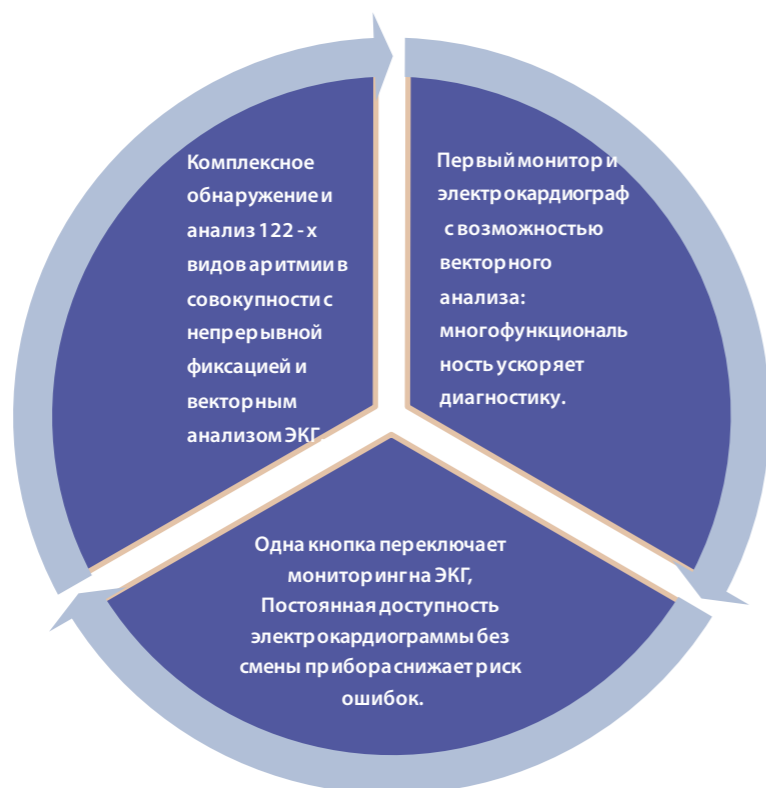 Комплексное
обнаружение и
анализ 122 - х
видов аритмии в
совокупности с
непрерывной
фиксацией и
векторным
анализом ЭКГ.
Первый монитор и
электрокардиограф
с возможностью
векторного
анализа:
многофункциональ
ность ускоряет
диагностику.
Одна кнопка переключает
мониторинг на ЭКГ,
Постоянная доступность
электрокардиограммы без
смены прибора снижает риск
ошибок.